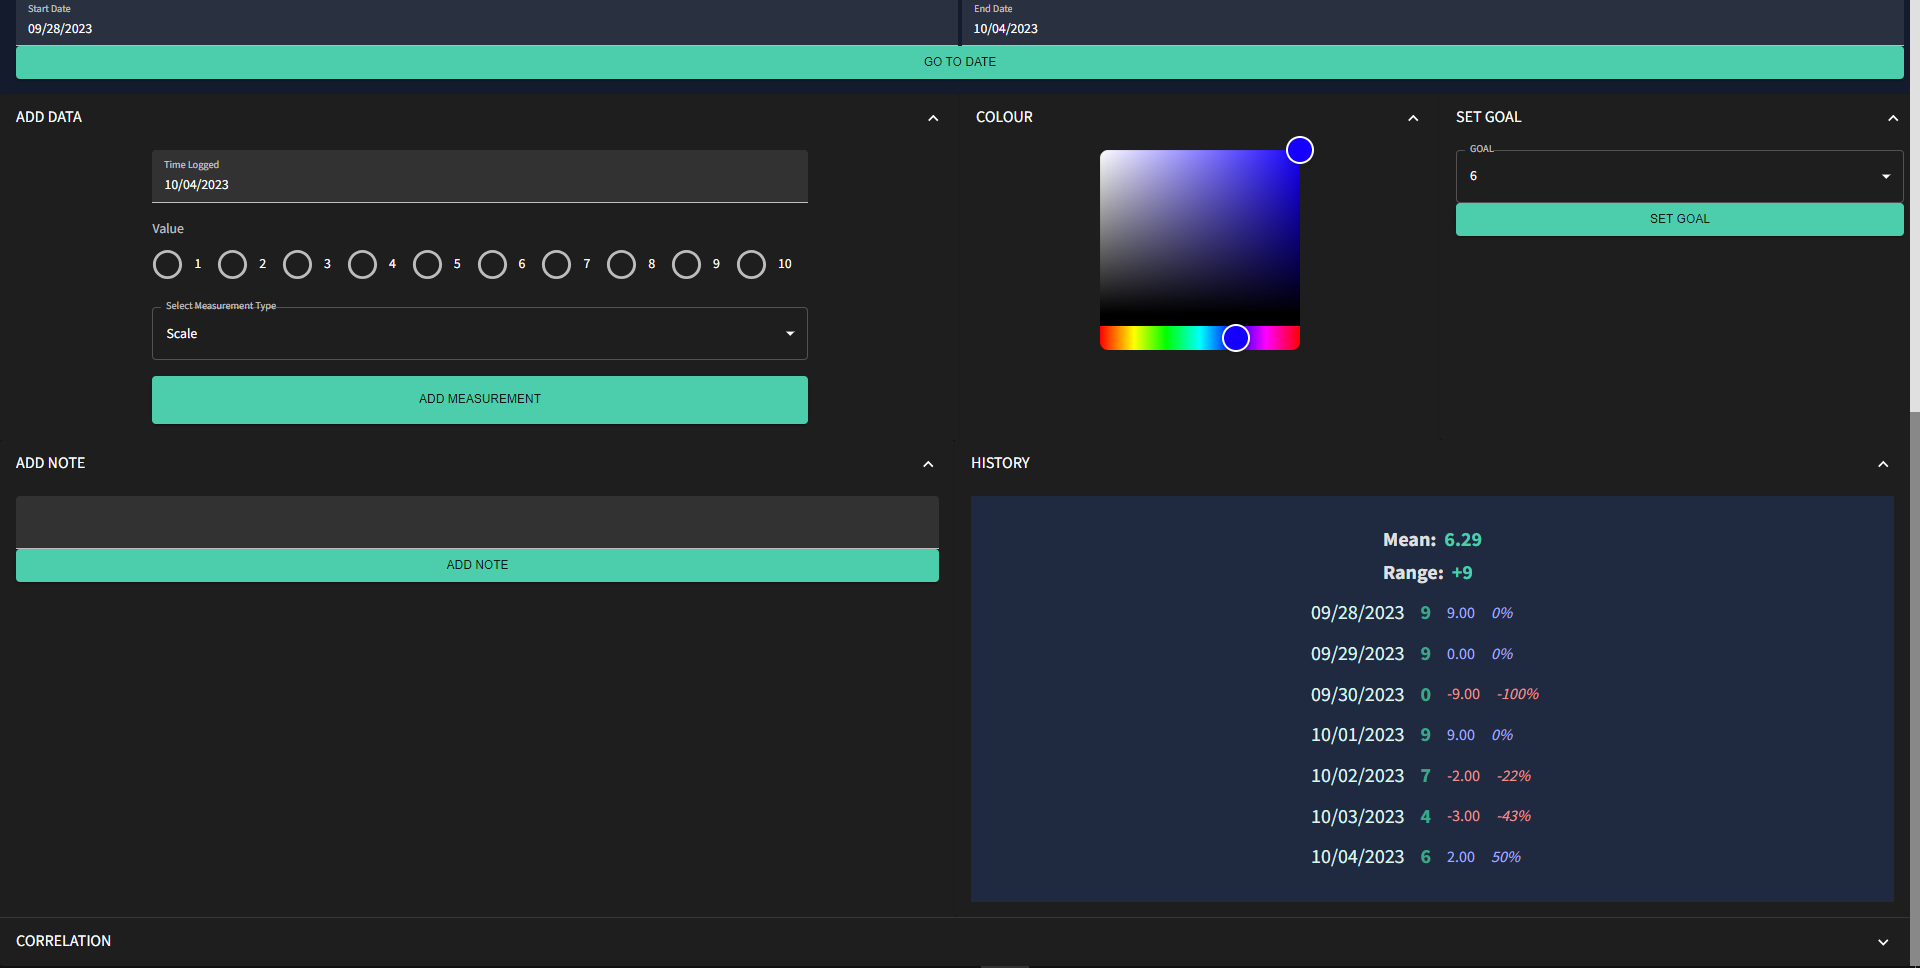 Start Date
09/28/2023
End Date
10/04/2023
GO TO DATE
ADD DATA
Time Logged
10/04/2023
Value
1 2 3 4 5 6 7 8 9 10
Select Measurement Type
Scale
ADD MEASUREMENT
COLOUR
SET GOAL
GOAL
6
SET GOAL
ADD NOTE
ADD NOTE
HISTORY
Mean: 6.29
Range: +9
09/28/2023 9 9.00 0%
09/29/2023 9 0.00 0%
09/30/2023 0 -9.00 -100%
10/01/2023 9 9.00 0%
10/02/2023 7 -2.00 -22%
10/03/2023 4 -3.00 -43%
10/04/2023 6 2.00 50%
CORRELATION